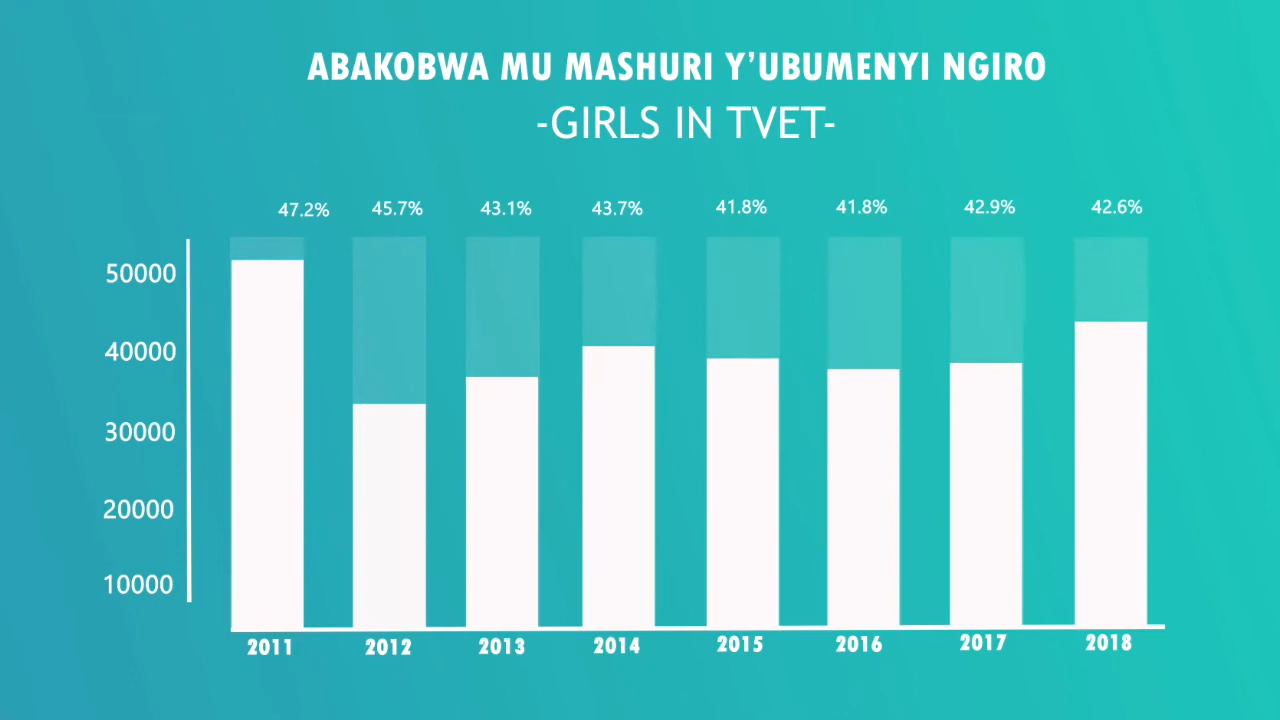 ABAKOBWA MU MASHURI Y’UBUMENYI NGIRO
-GIRLS IN TVET-
47.2% 45.7% 43.1% 43.7% 41.8% 41.8% 42.9% 42.6%
50000
40000
30000
20000
10000
2011 2012 2013 2014 2015 2016 2017 2018